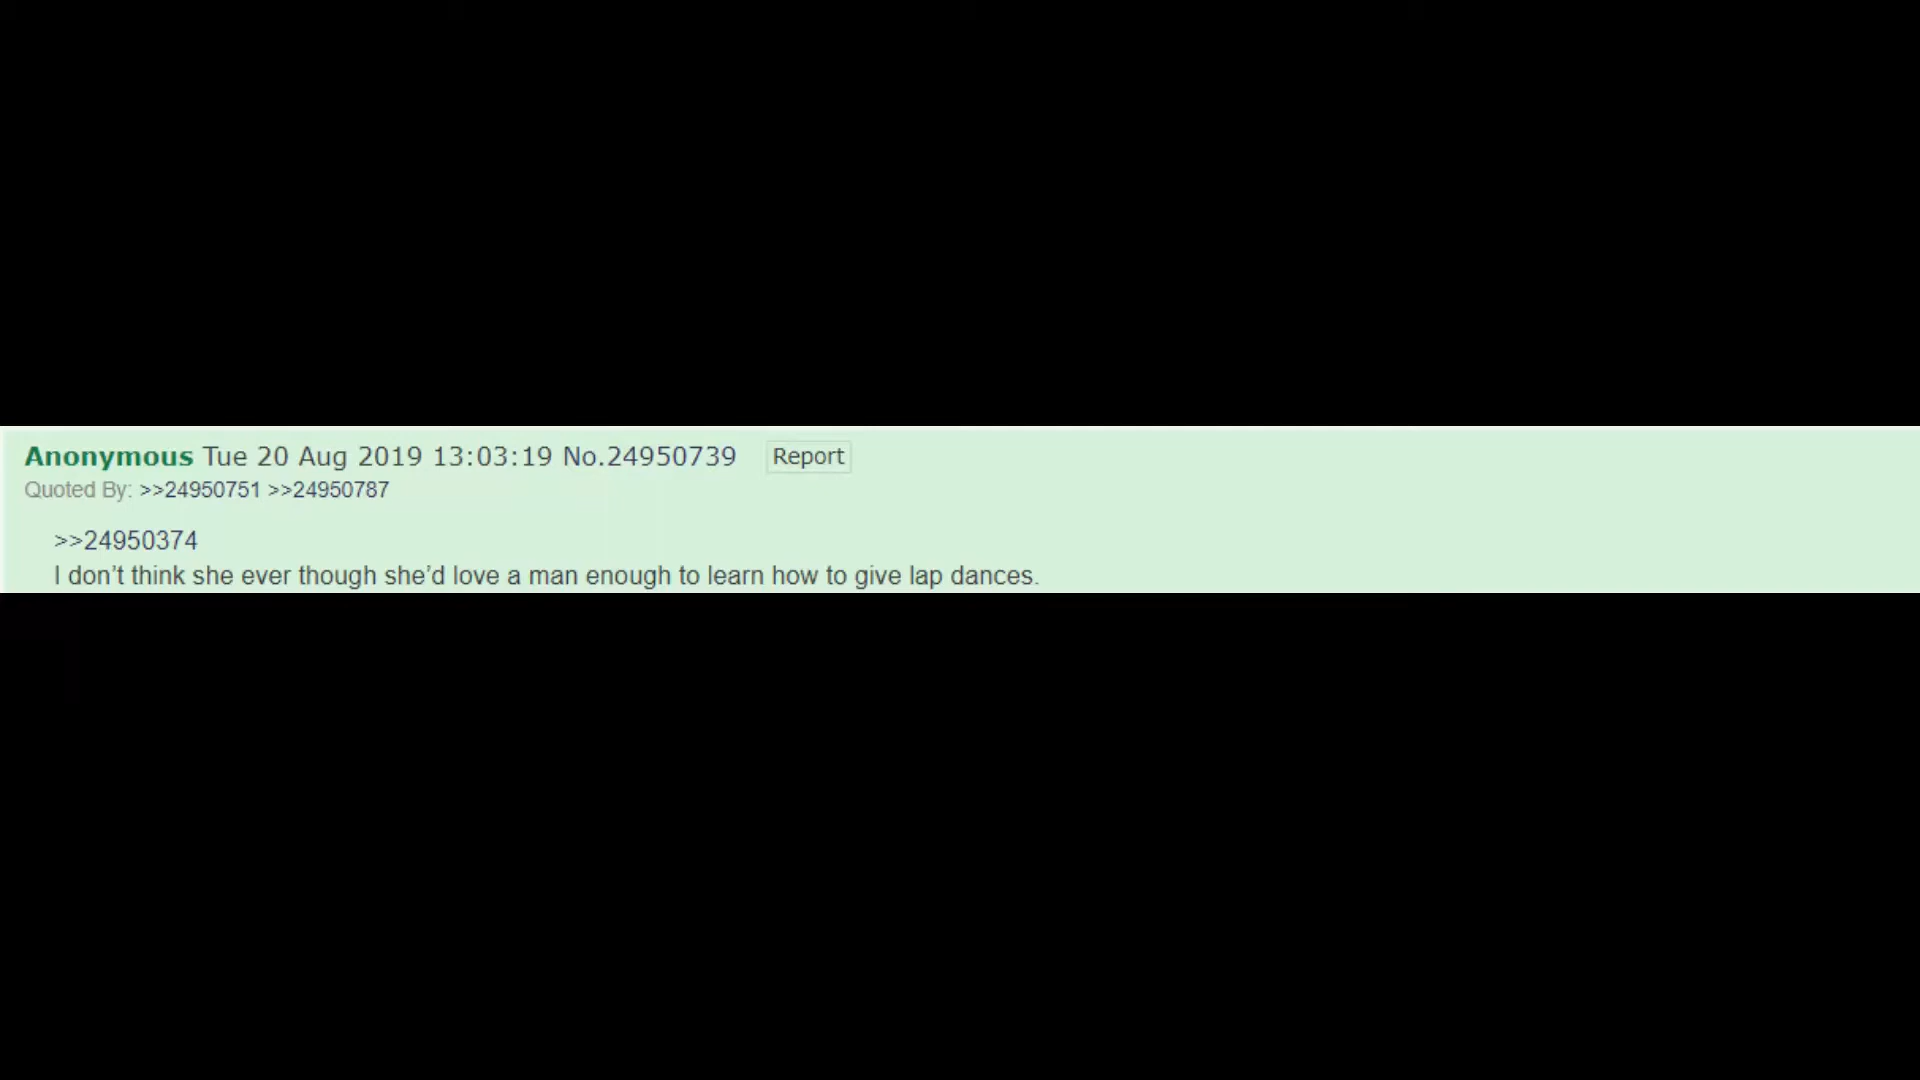 Anonymous Tue 20 Aug 2019 13:03:19 No.24950739 Report
Quoted By: >>24950751 >>24950787
>>24950374
I don’t think she ever though she’d love a man enough to learn how to give lap dances.